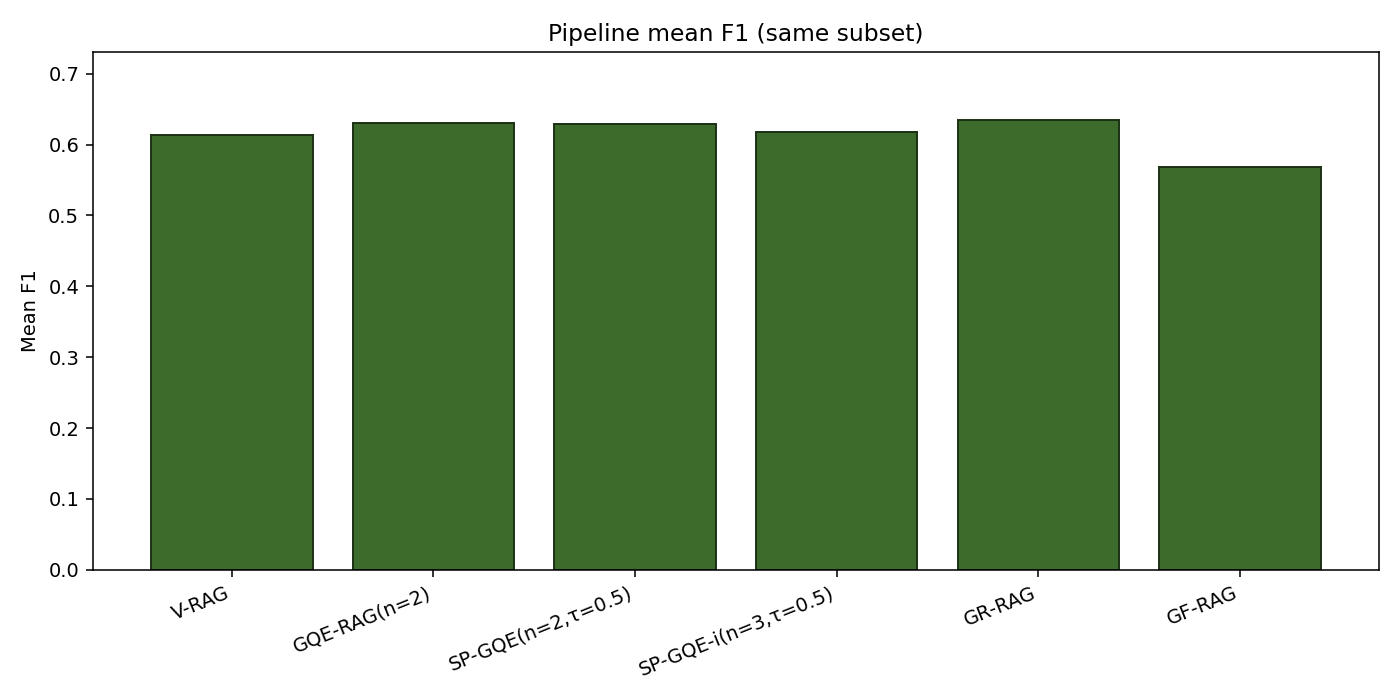 Pipeline mean F1 (same subset)
0.7
0.6
0.5
0.4
0.3
0.2
0.1
0.0
Mean F1
V-RAG
GQE-RAG(n=2)
SP-GQE(n=2,τ=0.5)
SP-GQE-i(n=3,τ=0.5)
GR-RAG
GF-RAG